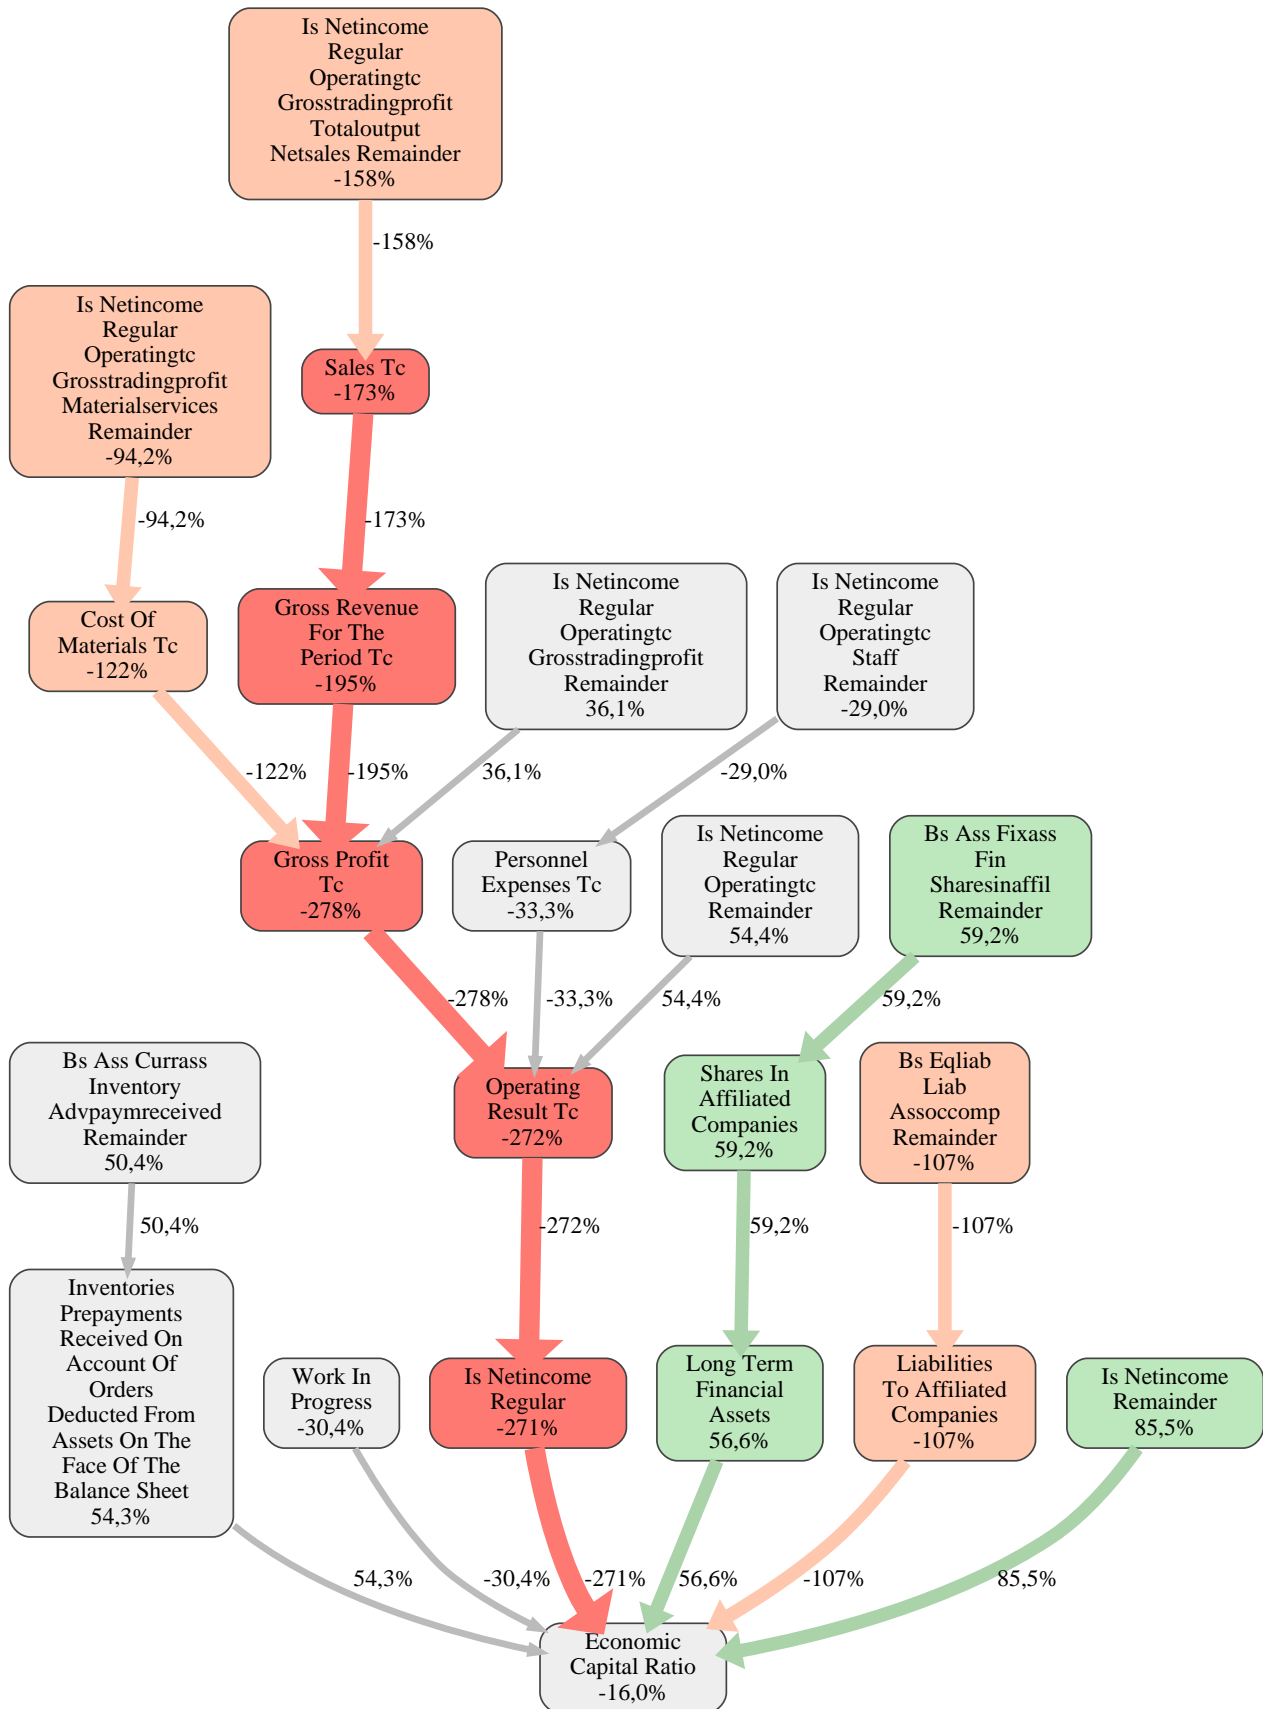 Is Netincome
Regular
Operatingtc
Grosstradingprofit
Totaloutput
Netsales Remainder
-158%
-158%
Is Netincome
Regular
Operatingtc
Grosstradingprofit
Materialservices
Remainder
-94,2%
Sales Tc
-173%
-94,2%
-173%
Cost Of
Materials Tc
-122%
Gross Revenue
For The
Period Tc
-195%
Is Netincome
Regular
Operatingtc
Grosstradingprofit
Remainder
36,1%
Is Netincome
Regular
Operatingtc
Staff
Remainder
-29,0%
-122%
-195%
36,1%
-29,0%
Gross Profit
Tc
-278%
Personnel
Expenses Tc
-33,3%
Is Netincome
Regular
Operatingtc
Remainder
54,4%
Bs Ass Fixass
Fin
Sharesinaffil
Remainder
59,2%
-278%
-33,3%
54,4%
59,2%
Bs Ass Currass
Inventory
Advpaymreceived
Remainder
50,4%
Operating
Result Tc
-272%
Shares In
Affiliated
Companies
59,2%
Bs Eqliab
Liab
Assoccomp
Remainder
-107%
50,4%
-272%
59,2%
-107%
Inventories
Prepayments
Received On
Account Of
Orders
Deducted From
Assets On The
Face Of The
Balance Sheet
54,3%
Work In
Progress
-30,4%
Is Netincome
Regular
-271%
Long Term
Financial
Assets
56,6%
Liabilities
To Affiliated
Companies
-107%
Is Netincome
Remainder
85,5%
54,3%
-30,4%
-271%
56,6%
-107%
85,5%
Economic
Capital Ratio
-16,0%